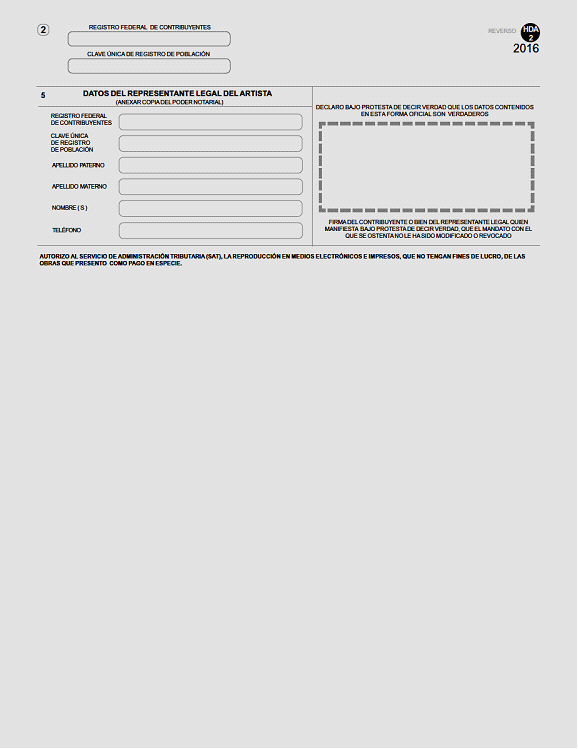 2
REGISTRO FEDERAL DE CONTRIBUYENTES
CLAVE ÚNICA DE REGISTRO DE POBLACIÓN
REVERSO
HDA
2
2016
5
DATOS DEL REPRESENTANTE LEGAL DEL ARTISTA
(ANEXAR COPIA DEL PODER NOTARIAL)
REGISTRO FEDERAL
DE CONTRIBUYENTES
CLAVE ÚNICA
DE REGISTRO
DE POBLACIÓN
APELLIDO PATERNO
APELLIDO MATERNO
NOMBRE ( S )
TELÉFONO
DECLARO BAJO PROTESTA DE DECIR VERDAD QUE LOS DATOS CONTENIDOS
EN ESTA FORMA OFICIAL SON VERDADEROS
FIRMA DEL CONTRIBUYENTE O BIEN DEL REPRESENTANTE LEGAL QUIEN
MANIFIESTA BAJO PROTESTA DE DECIR VERDAD, QUE EL MANDATO CON EL
QUE SE OSTENTA NO LE HA SIDO MODIFICADO O REVOCADO
AUTORIZO AL SERVICIO DE ADMINISTRACIÓN TRIBUTARIA (SAT), LA REPRODUCCIÓN EN MEDIOS ELECTRÓNICOS E IMPRESOS, QUE NO TENGAN FINES DE LUCRO, DE LAS
OBRAS QUE PRESENTO COMO PAGO EN ESPECIE.